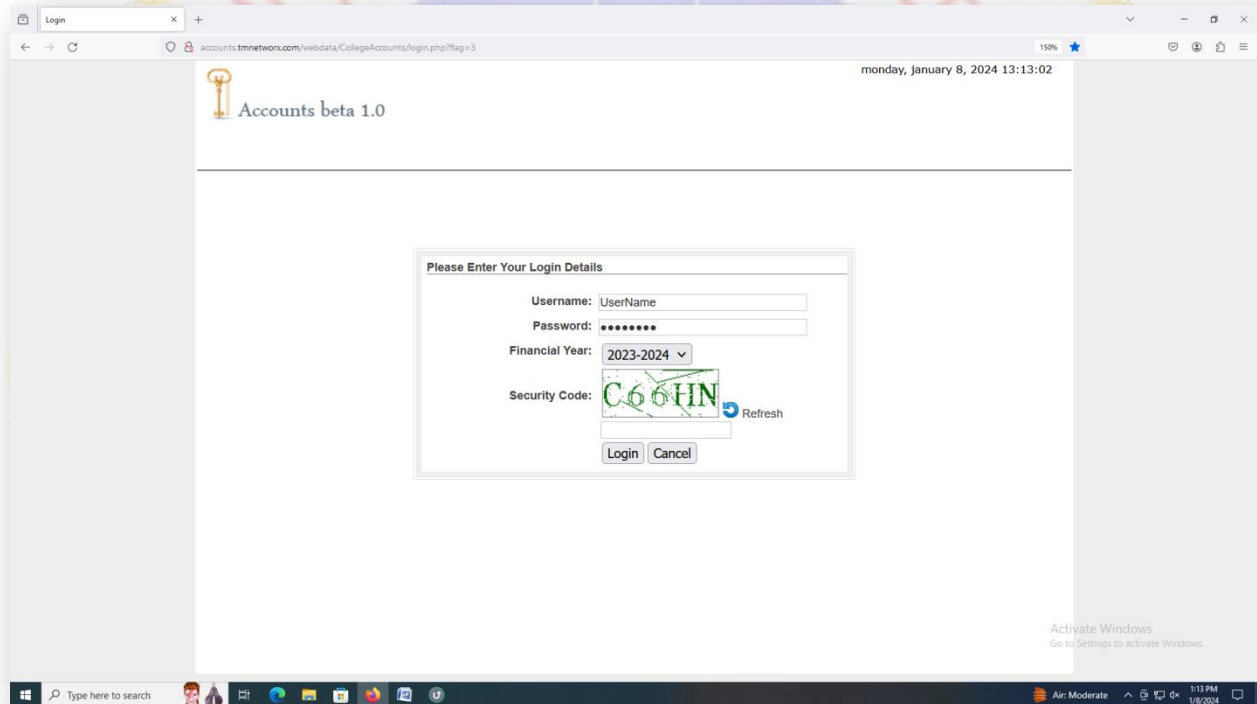 Login
accounts.tmnetworx.com/webdata/CollegeAccounts/login.php?flag=3
150%
monday, january 8, 2024 13:13:02
Accounts beta 1.0
Please Enter Your Login Details
Username: UserName
Password: ●●●●●●●●
Financial Year: 2023-2024
Security Code: C66HN
Refresh
Login Cancel
Activate Windows
Go to Settings to activate Windows.
Type here to search
Air: Moderate
1:13 PM
1/8/2024